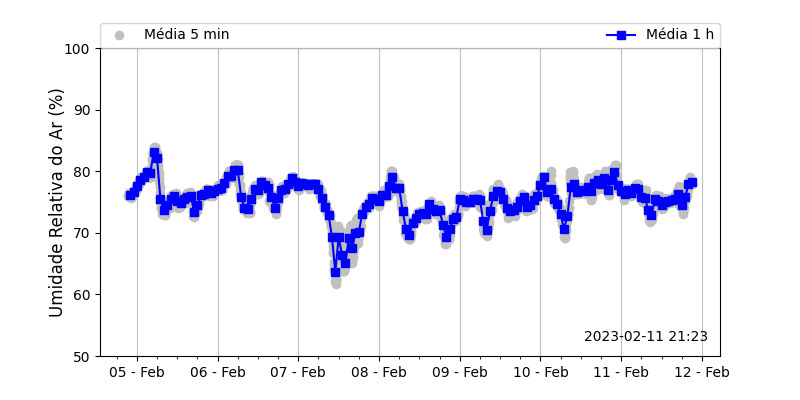 Média 5 min
Média 1 h
Umidade Relativa do Ar (%)
100
90
80
70
60
50
2023-02-11 21:23
05 - Feb
06 - Feb
07 - Feb
08 - Feb
09 - Feb
10 - Feb
11 - Feb
12 - Feb